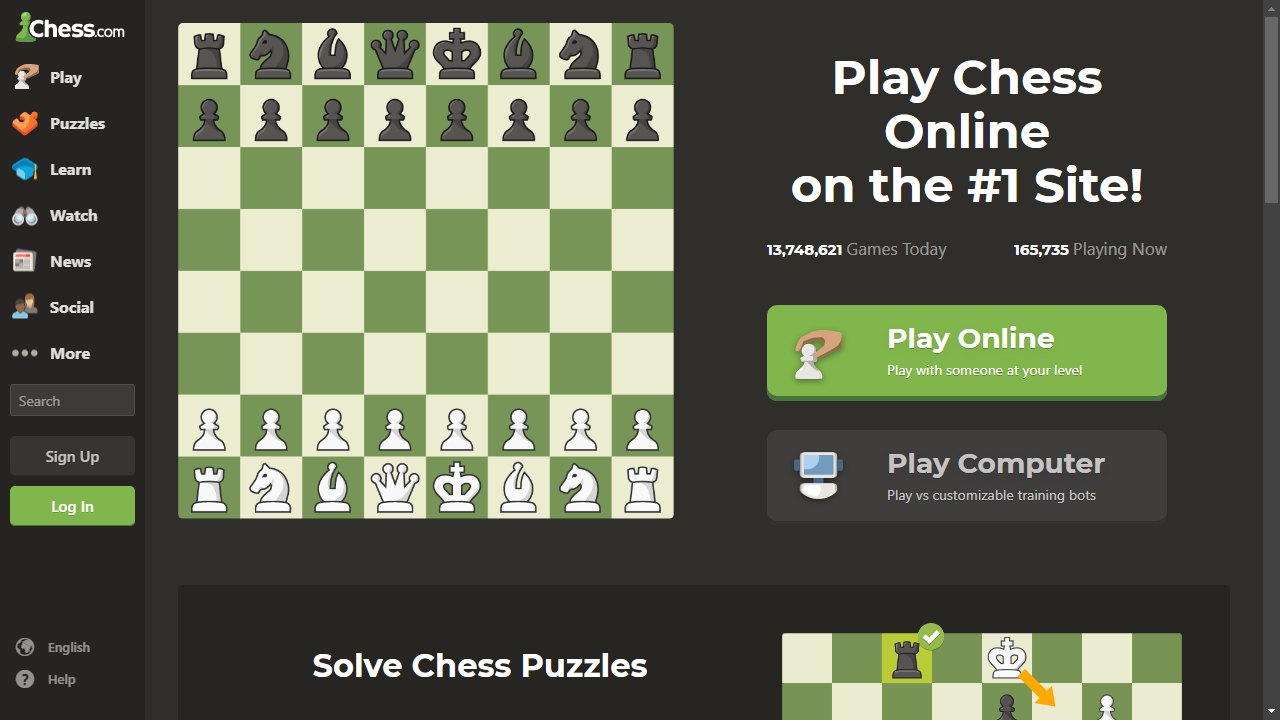 Chess.com
Play
Puzzles
Learn
Watch
News
Social
More
Search
Sign Up
Log In
English
Help
Play Chess
Online
on the #1 Site!
13,748,621 Games Today
165,735 Playing Now
Play Online
Play with someone at your level
Play Computer
Play vs customizable training bots
Solve Chess Puzzles